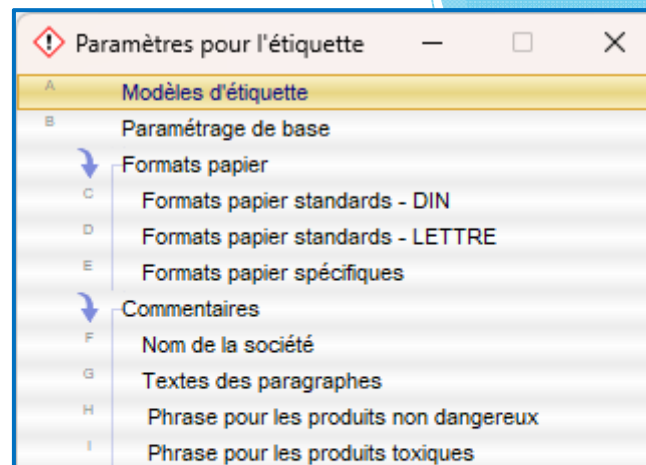 Paramètres pour l'étiquette
A Modèles d'étiquette
B Paramétrage de base
Formats papier
C Formats papier standards - DIN
D Formats papier standards - LETTRE
E Formats papier spécifiques
Commentaires
F Nom de la société
G Textes des paragraphes
H Phrase pour les produits non dangereux
I Phrase pour les produits toxiques